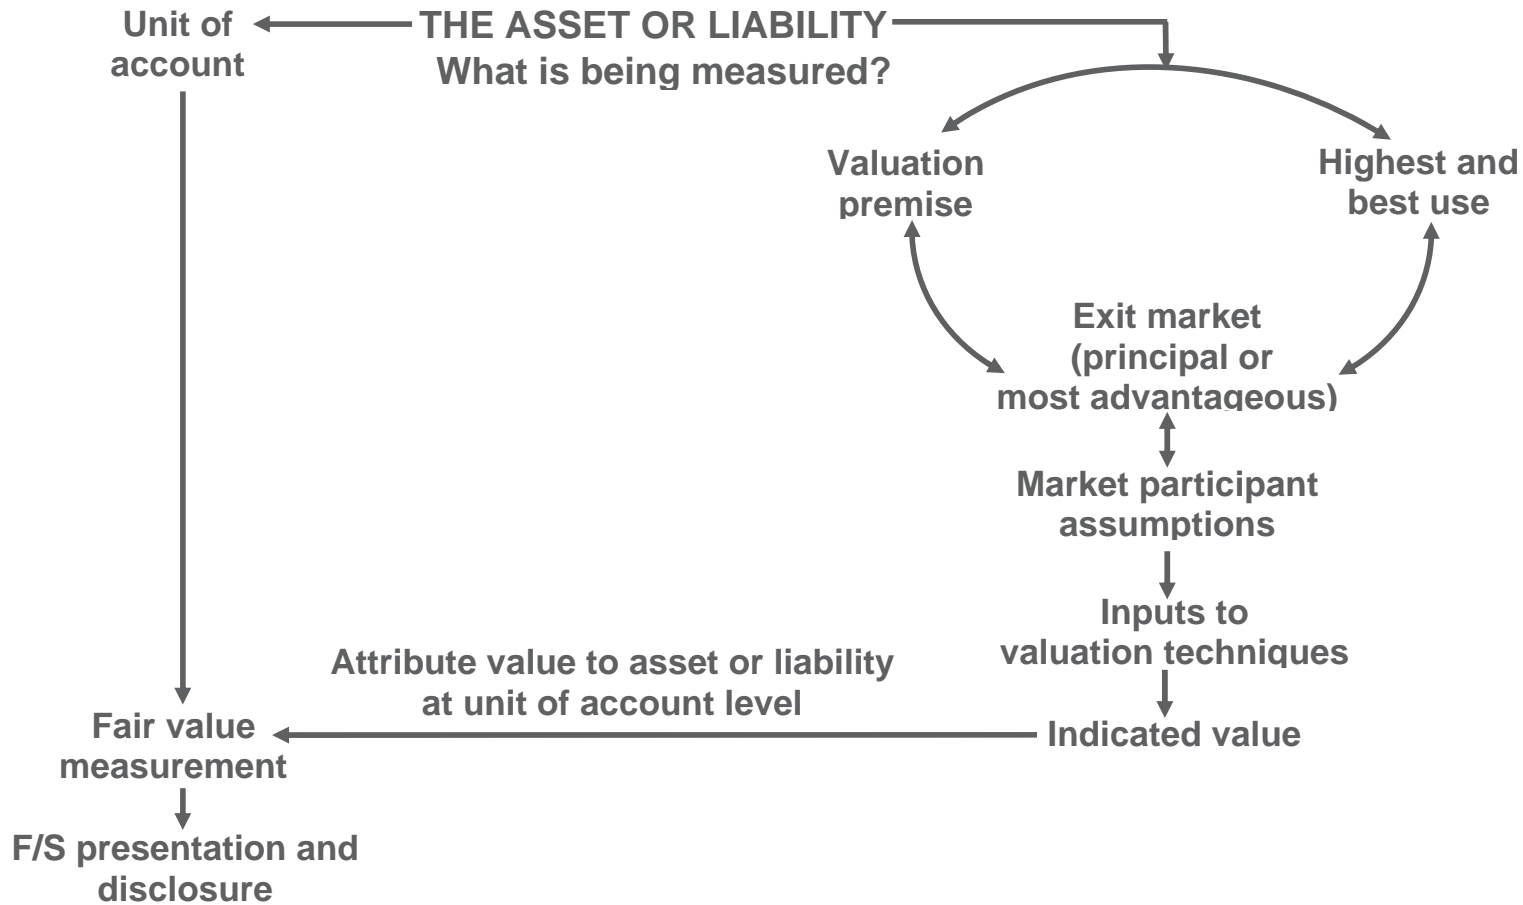 Unit of
account
THE ASSET OR LIABILITY
What is being measured?
Valuation
premise
Highest and
best use
Exit market
(principal or
most advantageous)
Market participant
assumptions
Inputs to
valuation techniques
Attribute value to asset or liability
at unit of account level
Indicated value
Fair value
measurement
F/S presentation and
disclosure